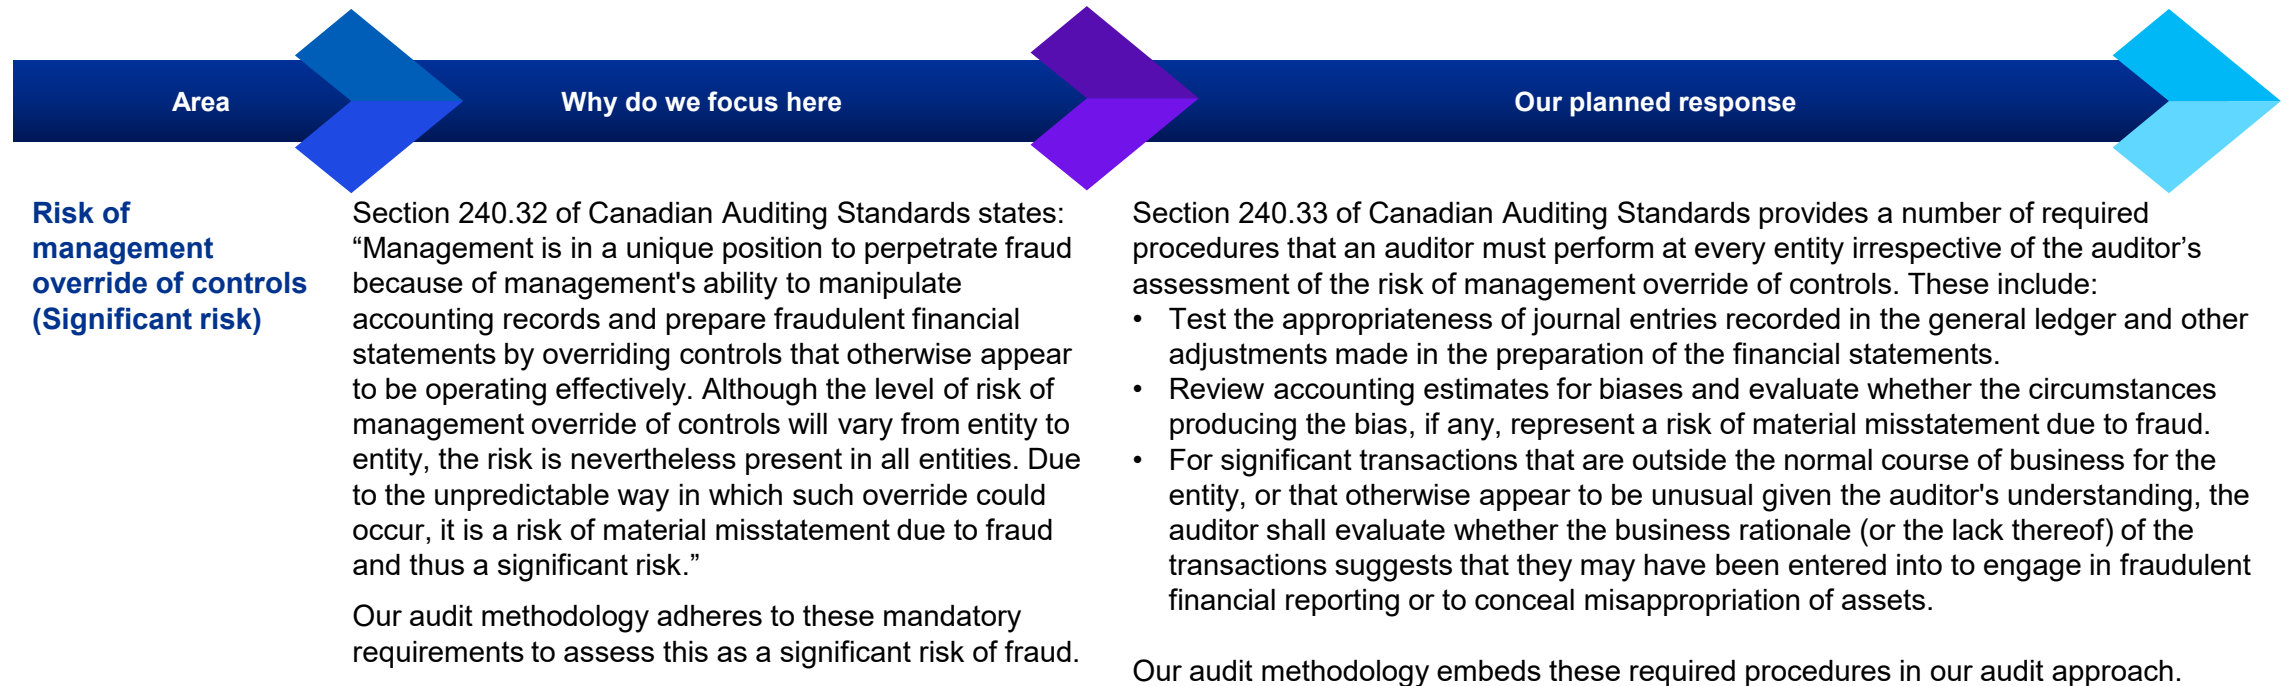 Area
Why do we focus here
Our planned response
Risk of
management
override of controls
(Significant risk)
Section 240.32 of Canadian Auditing Standards states:
“Management is in a unique position to perpetrate fraud
because of management's ability to manipulate
accounting records and prepare fraudulent financial
statements by overriding controls that otherwise appear
to be operating effectively. Although the level of risk of
management override of controls will vary from entity to
entity, the risk is nevertheless present in all entities. Due
to the unpredictable way in which such override could
occur, it is a risk of material misstatement due to fraud
and thus a significant risk.”
Our audit methodology adheres to these mandatory
requirements to assess this as a significant risk of fraud.
Section 240.33 of Canadian Auditing Standards provides a number of required
procedures that an auditor must perform at every entity irrespective of the auditor’s
assessment of the risk of management override of controls. These include:
• Test the appropriateness of journal entries recorded in the general ledger and other
adjustments made in the preparation of the financial statements.
• Review accounting estimates for biases and evaluate whether the circumstances
producing the bias, if any, represent a risk of material misstatement due to fraud.
• For significant transactions that are outside the normal course of business for the
entity, or that otherwise appear to be unusual given the auditor's understanding, the
auditor shall evaluate whether the business rationale (or the lack thereof) of the
transactions suggests that they may have been entered into to engage in fraudulent
financial reporting or to conceal misappropriation of assets.
Our audit methodology embeds these required procedures in our audit approach.